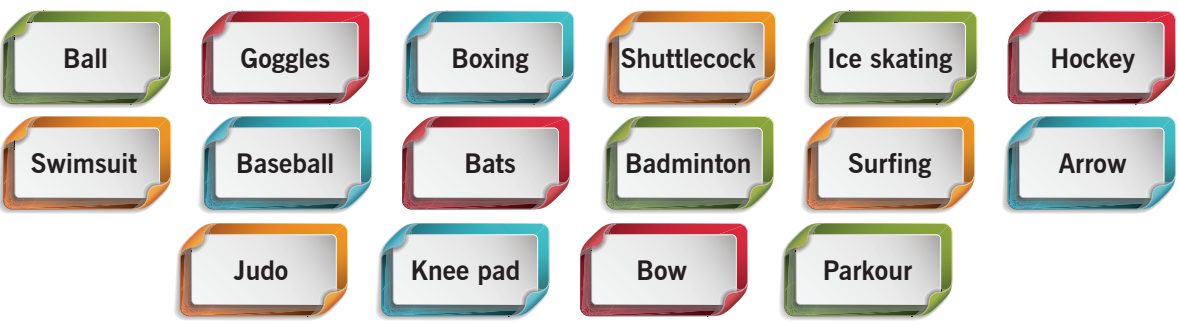 Ball
Goggles
Boxing
Shuttlecock
Ice skating
Hockey
Swimsuit
Baseball
Bats
Badminton
Surfing
Arrow
Judo
Knee pad
Bow
Parkour